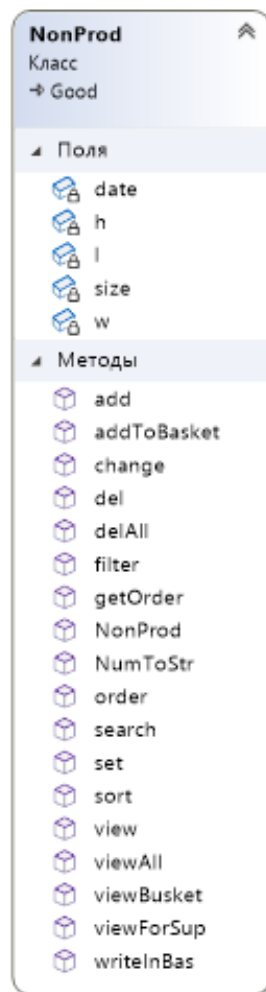 NonProd
Класс
Good
Поля
date
h
l
size
w
Методы
add
addToBasket
change
del
delAll
filter
getOrder
NonProd
NumToStr
order
search
set
sort
view
viewAll
viewBusket
viewForSup
writeInBas